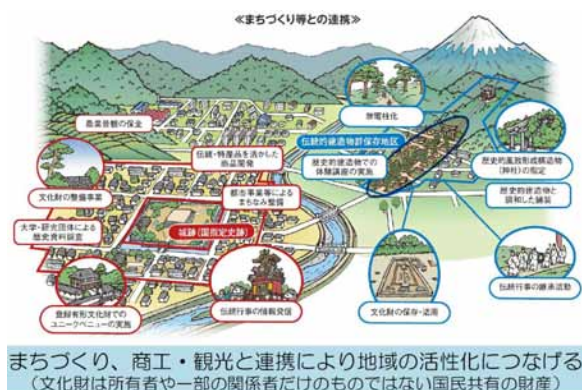 ≪まちづくり等との連携≫
農業景観の保全
無電柱化
伝統的建造物群保存地区
歴史的建造物での
体験講座の実施
伝統・特産品を活かした
商品開発
歴史的風致形成建造物
(神社)の指定
文化財の整備事業
都市事業等による
まちなみ整備
歴史的建造物と
調和した舗装
大学・研究団体による
歴史資料調査
城跡(国指定史跡)
登録有形文化財での
ユニークベニューの実施
伝統行事の情報発信
文化財の保存・活用
伝統行事の継承活動
まちづくり、商工・観光と連携により地域の活性化につなげる
(文化財は所有者や一部の関係者だけのものではない国民共有の財産)